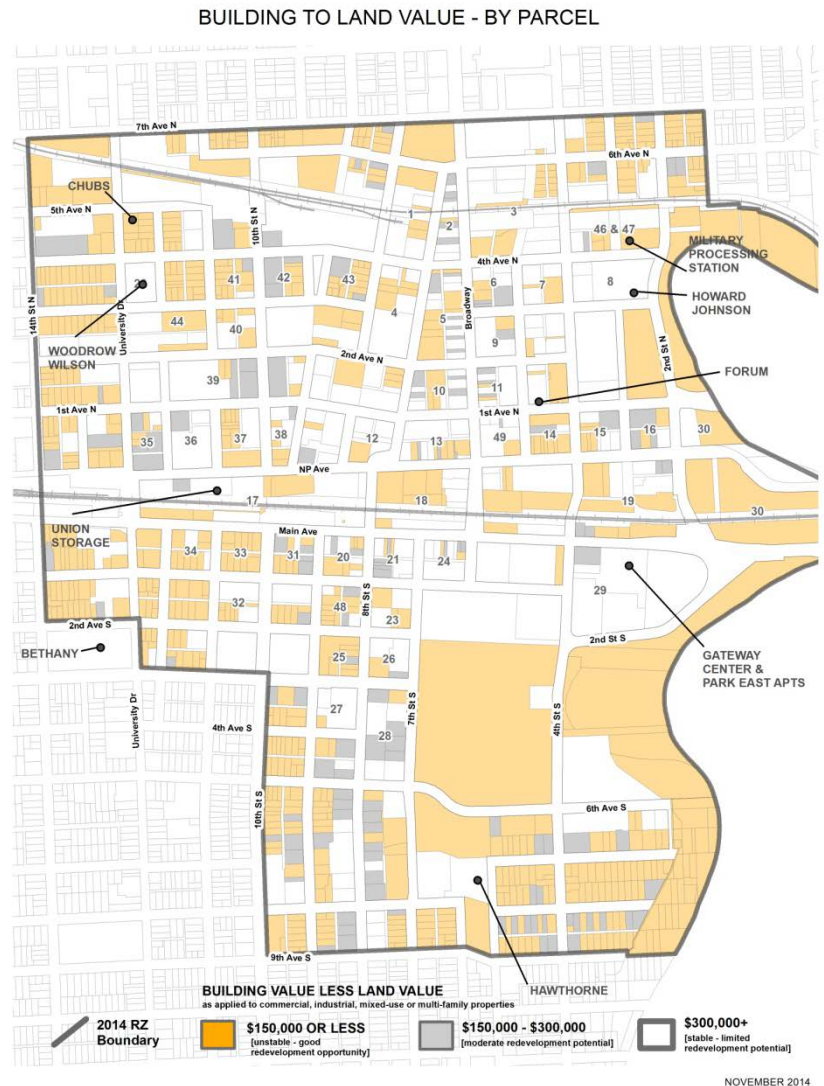 BUILDING TO LAND VALUE - BY PARCEL
7th Ave N
6th Ave N
CHUBS
5th Ave N
10th St N
1
2
3
46 & 47
MILITARY
PROCESSING
STATION
4th Ave N
14th St N
University Dr
41
42
43
4
5
Broadway
6
7
8
HOWARD
JOHNSON
44
40
9
2nd St N
WOODROW
WILSON
2nd Ave N
39
10
11
FORUM
1st Ave N
1st Ave N
35
36
37
38
12
13
49
14
15
16
30
NP Ave
17
18
19
30
UNION
STORAGE
Main Ave
34
33
31
20
21
24
29
32
48
8th St S
23
2nd Ave S
2nd St S
BETHANY
25
26
GATEWAY
CENTER &
PARK EAST APTS
University Dr
4th Ave S
27
28
7th St S
4th St S
10th St S
6th Ave S
9th Ave S
HAWTHORNE
BUILDING VALUE LESS LAND VALUE
as applied to commercial, industrial, mixed-use or multi-family properties
2014 RZ
Boundary
$150,000 OR LESS
[unstable - good
redevelopment opportunity]
$150,000 - $300,000
[moderate redevelopment potential]
$300,000+
[stable - limited
redevelopment potential]
NOVEMBER 2014